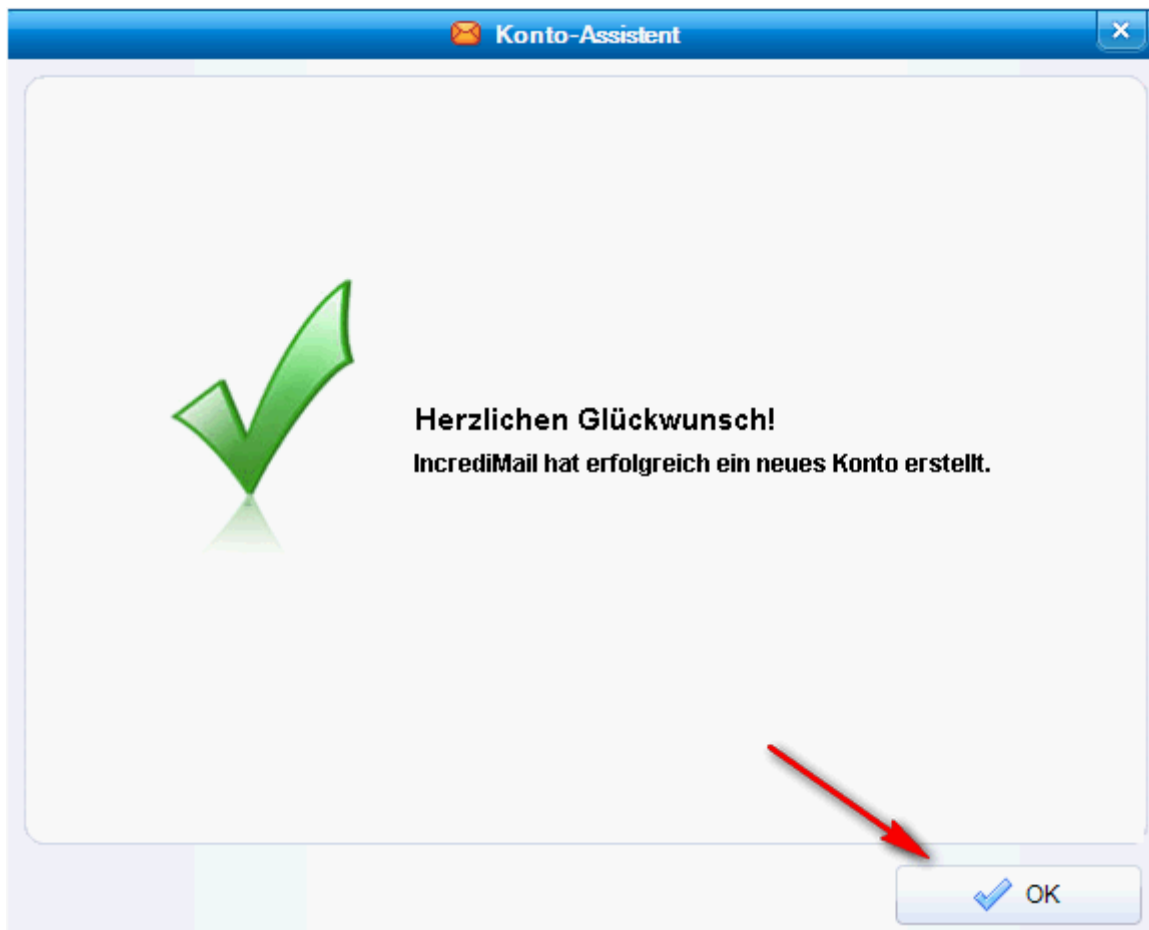 Konto-Assistent
Herzlichen Glückwunsch!
IncrediMail hat erfolgreich ein neues Konto erstellt.
OK